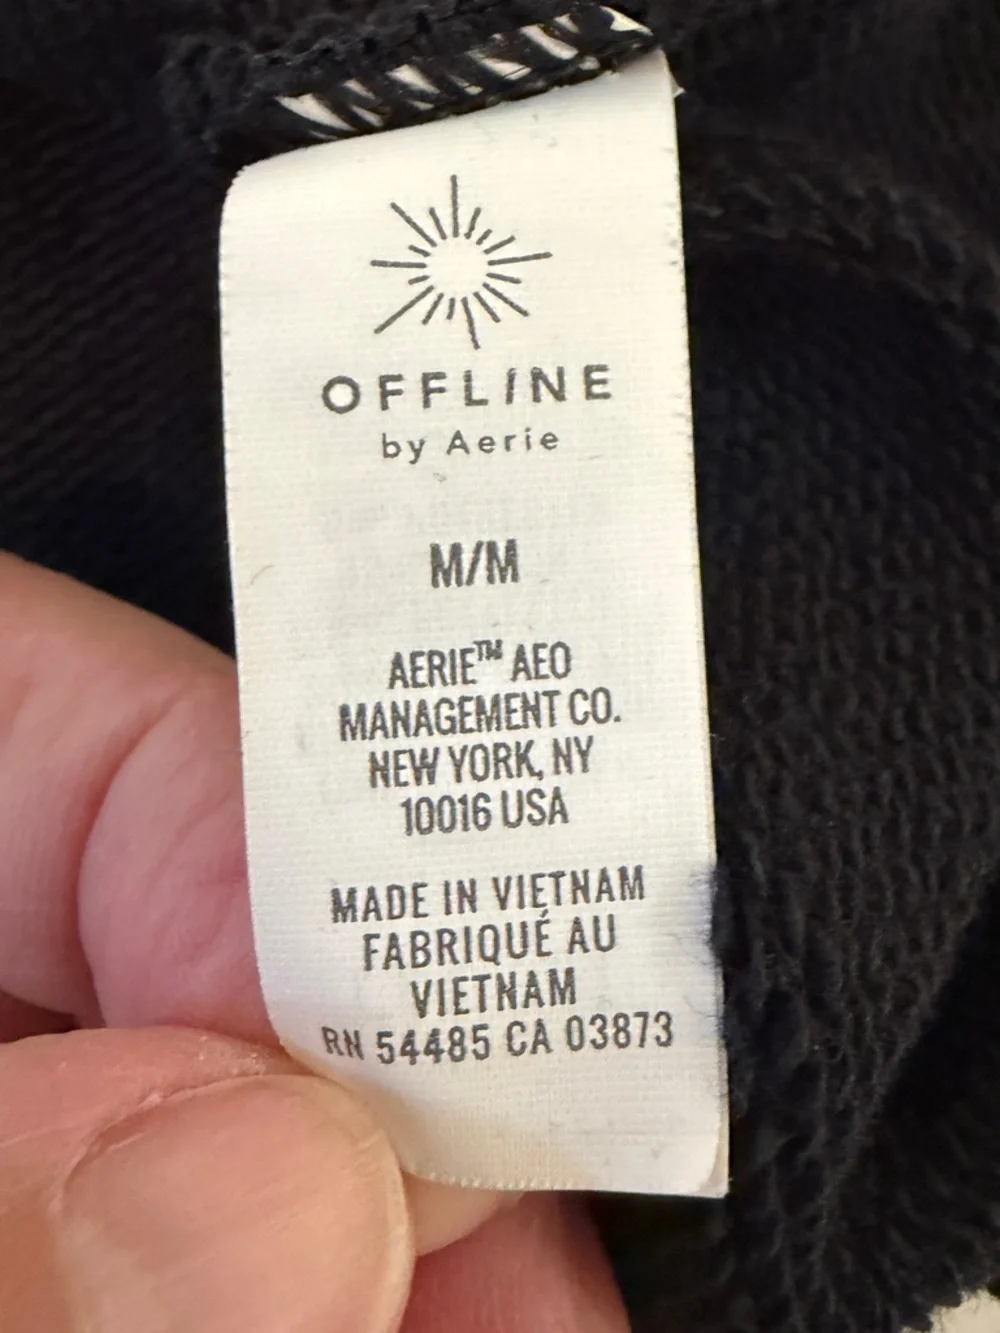 OFFLINE
by Aerie
M/M
AERIE™ AEO
MANAGEMENT CO.
NEW YORK, NY
10016 USA
MADE IN VIETNAM
FABRIQUÉ AU
VIETNAM
RN 54485 CA 03873